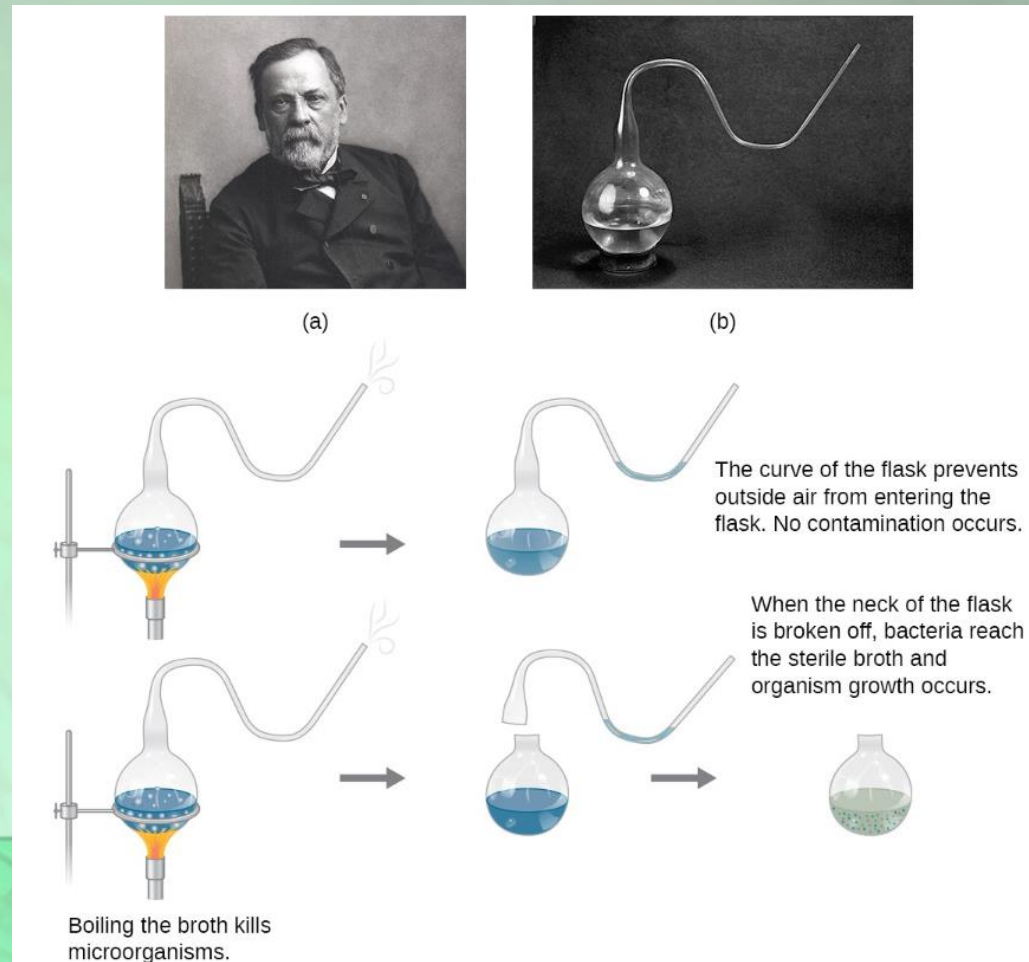 (a)
(b)
The curve of the flask prevents
outside air from entering the
flask. No contamination occurs.
When the neck of the flask
is broken off, bacteria reach
the sterile broth and
organism growth occurs.
Boiling the broth kills
microorganisms.